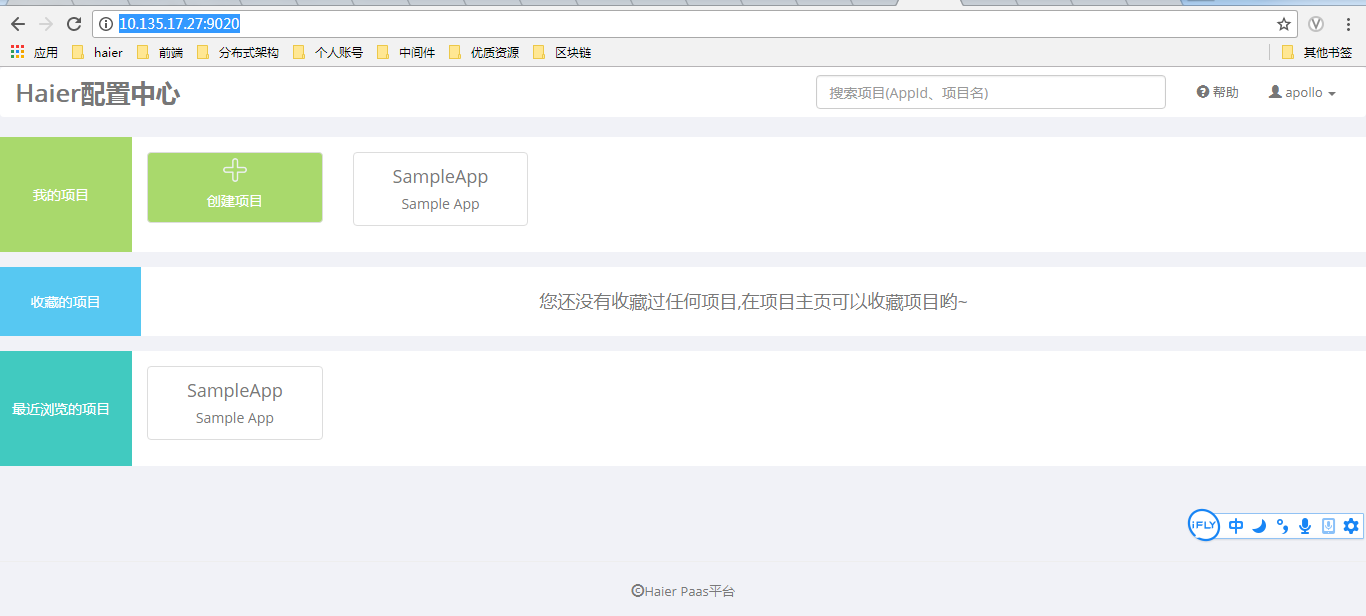 10.135.17.27:9020
应用 haier 前端 分布式架构 个人账号 中间件 优质资源 区块链 其他书签
Haier配置中心 搜索项目(AppId、项目名) 帮助 apollo
我的项目
创建项目
SampleApp
Sample App
收藏的项目
您还没有收藏过任何项目,在项目主页可以收藏项目哟~
最近浏览的项目
SampleApp
Sample App
iFLY 中
©Haier Paas平台